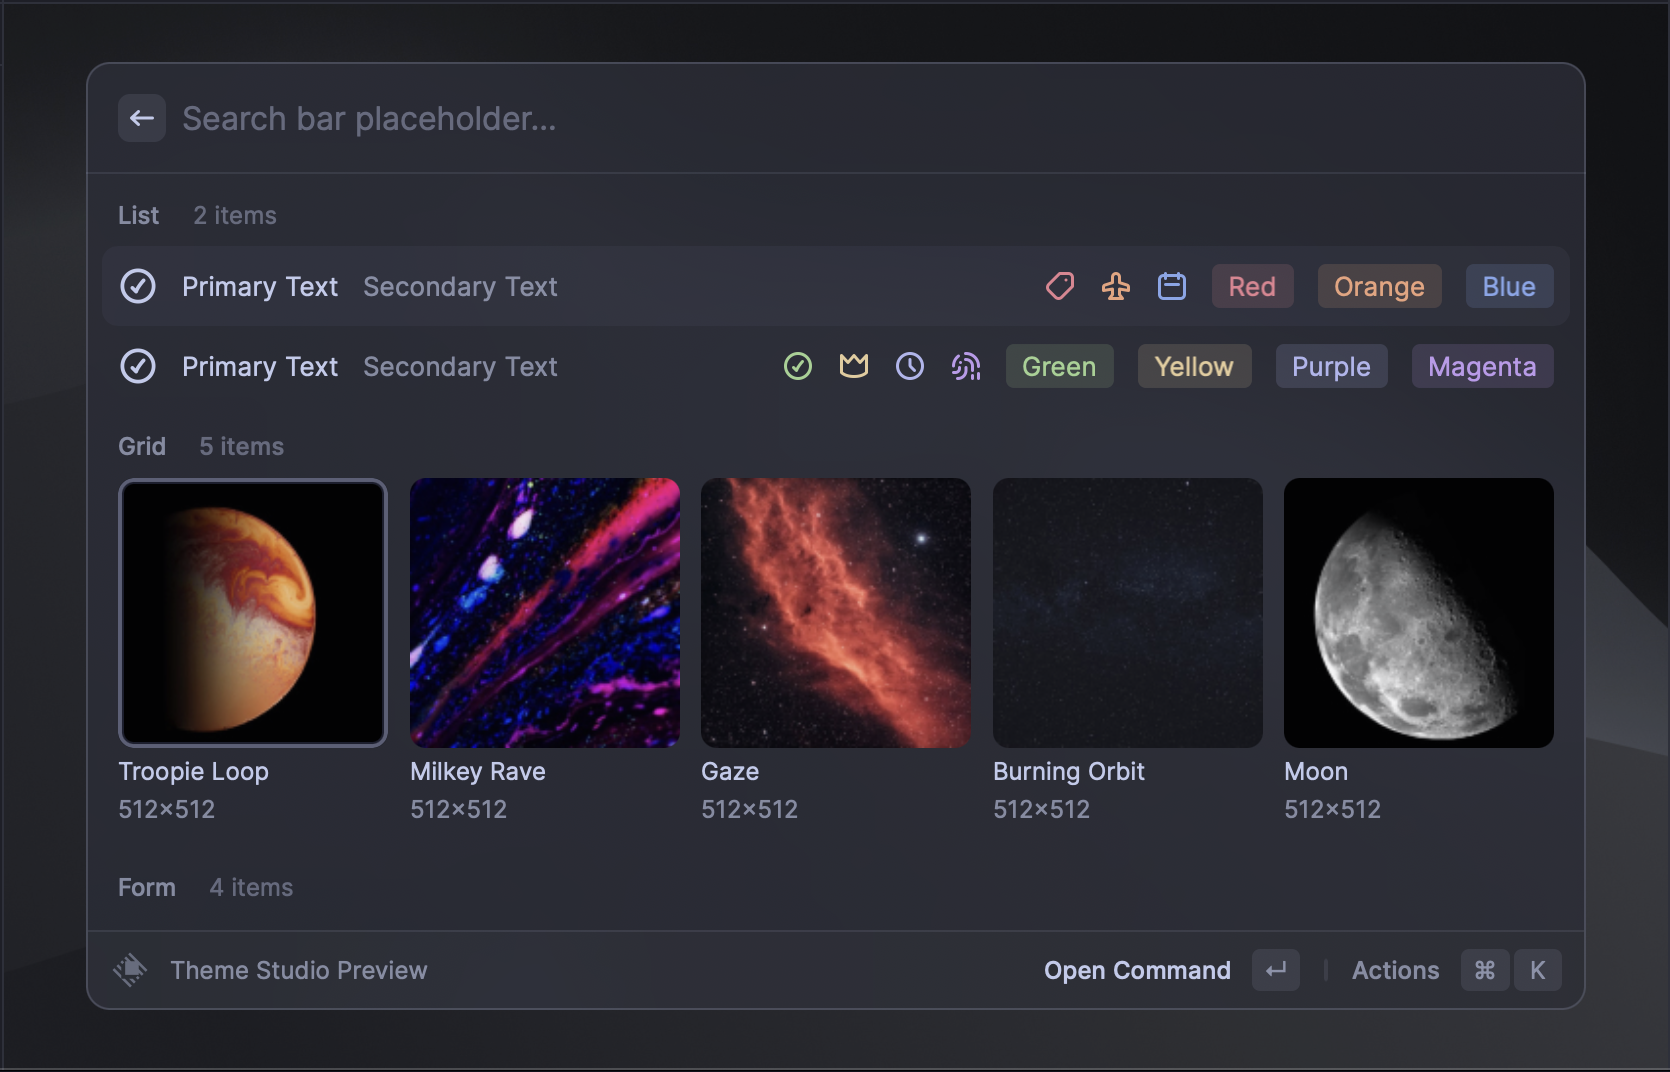 Search bar placeholder...
List 2 items
Primary Text Secondary Text Red Orange Blue
Primary Text Secondary Text Green Yellow Purple Magenta
Grid 5 items
Troopie Loop Milkey Rave Gaze Burning Orbit Moon
512×512 512×512 512×512 512×512 512×512
Form 4 items
Theme Studio Preview Open Command ↵ Actions ⌘ K